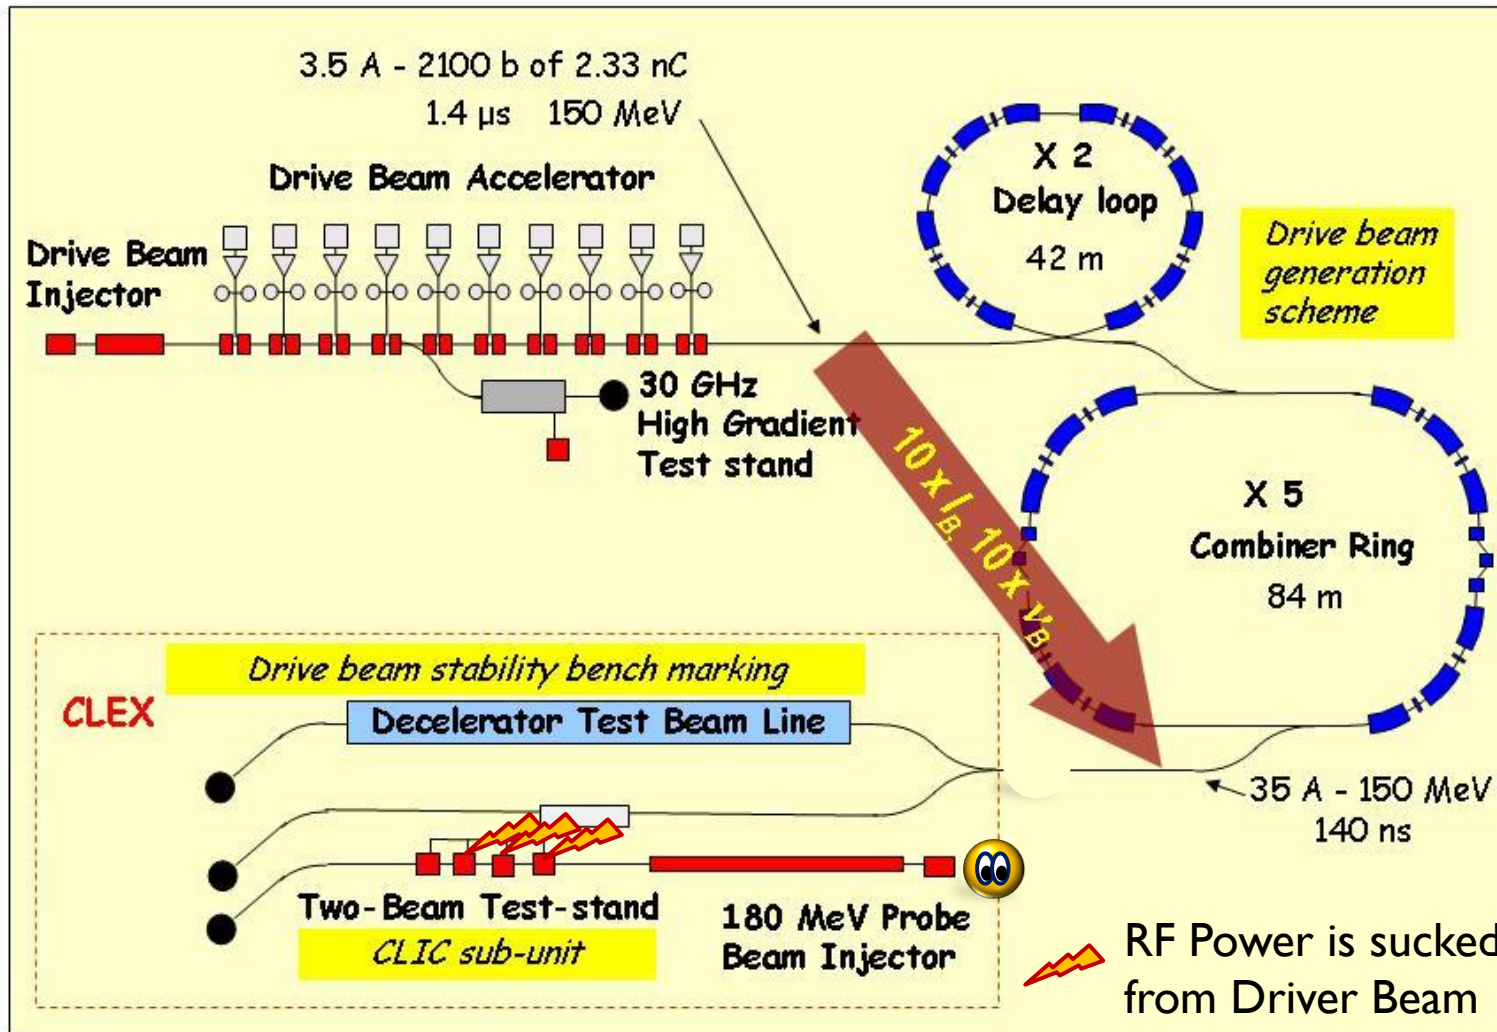 3.5 A - 2100 b of 2.33 nC
1.4 μs 150 MeV
Drive Beam Accelerator
Drive Beam
Injector
X 2
Delay loop
42 m
Drive beam
generation
scheme
30 GHz
High Gradient
Test stand
10 x I_B, 10 x ν_B
X 5
Combiner Ring
84 m
Drive beam stability bench marking
CLEX
Decelerator Test Beam Line
35 A - 150 MeV
140 ns
Two-Beam Test-stand
CLIC sub-unit
180 MeV Probe
Beam Injector
RF Power is sucked
from Driver Beam